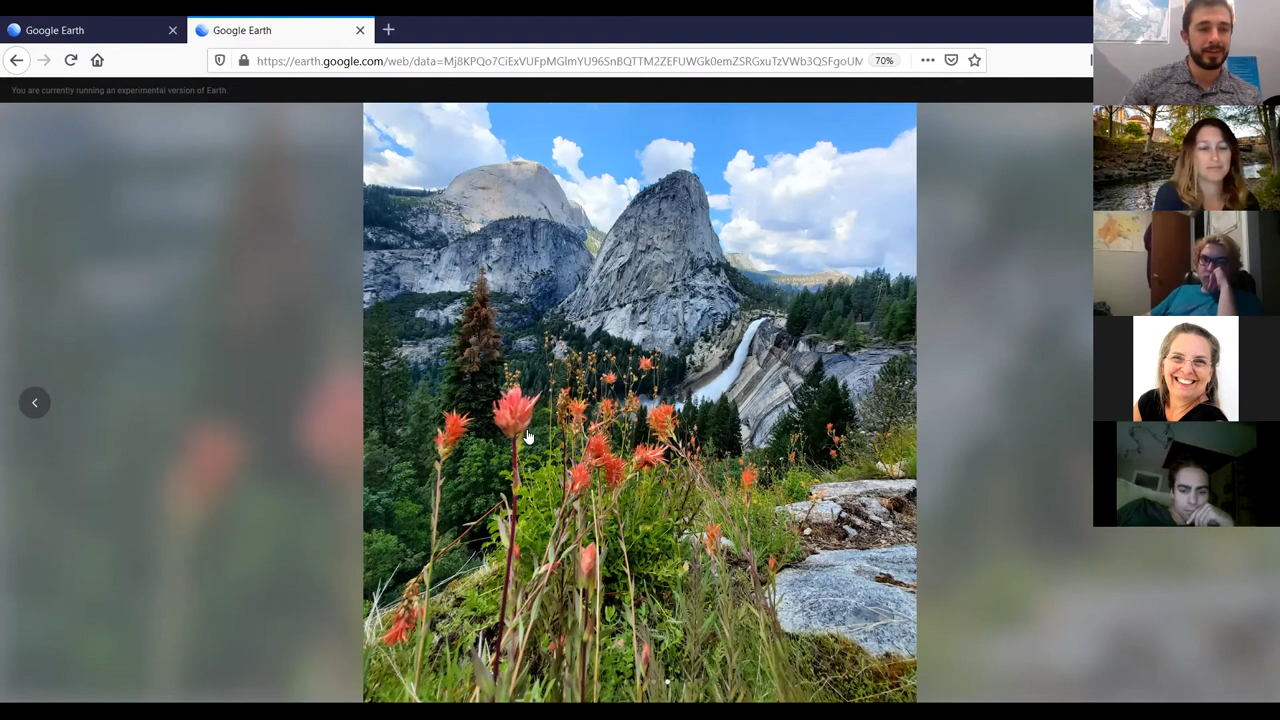 Google Earth
Google Earth
https://earth.google.com/web/data=Mj8KPQo7CjkKVUFpMGlmYU96SnBQTTM2ZEFUWGk0emZSRGxuTzVWb3QSFgoUM
70%
You are currently running an experimental version of Earth.